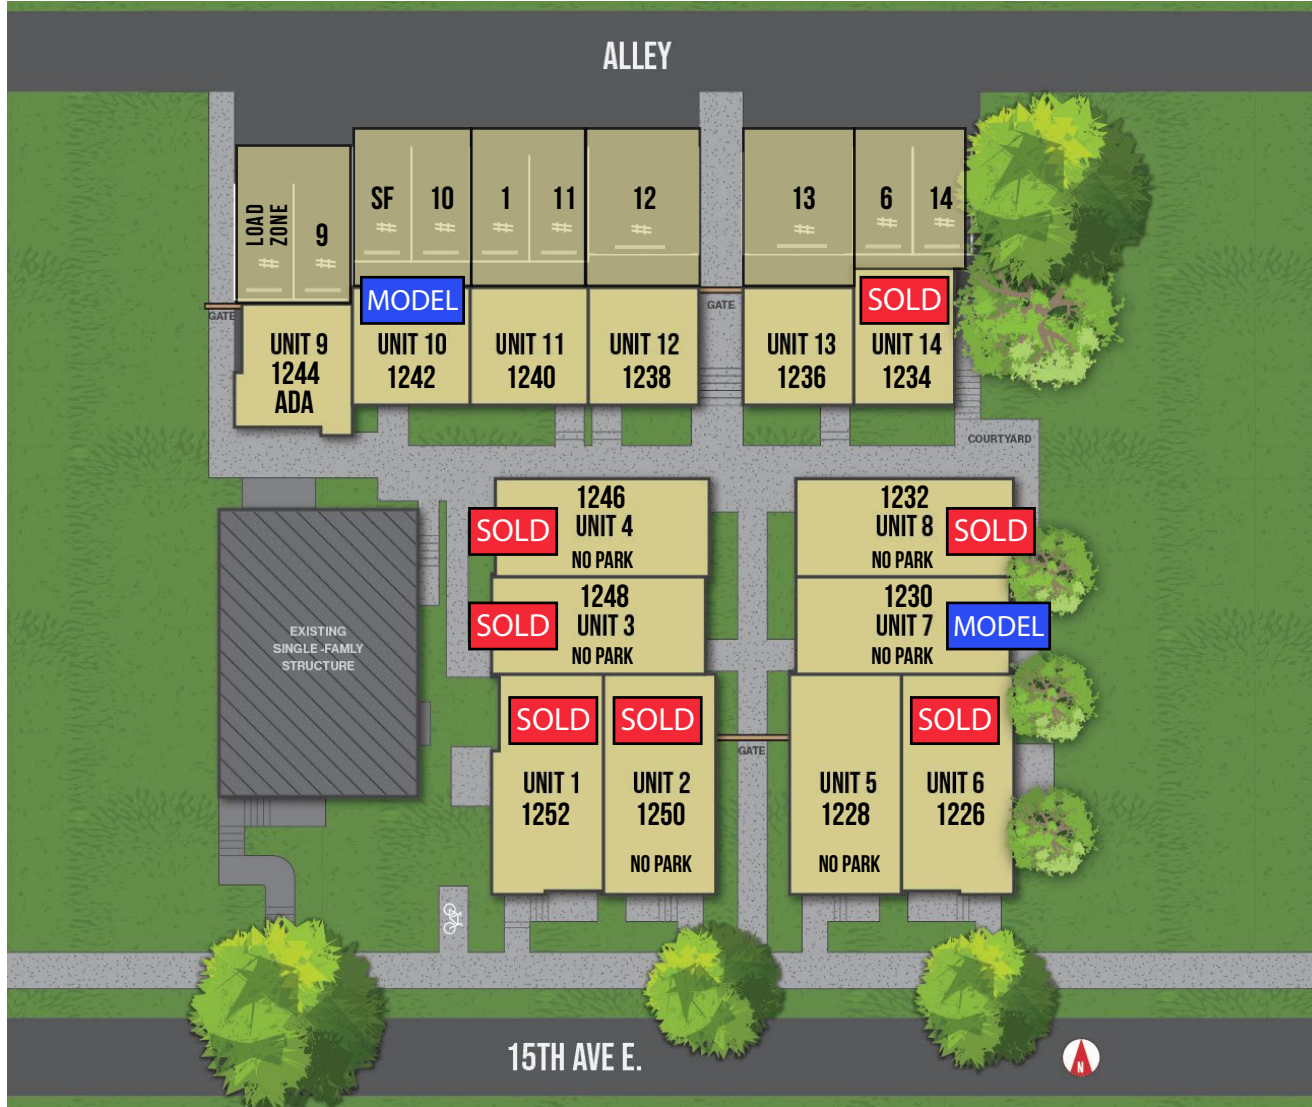 ALLEY
LOAD
ZONE
9
SF
10
1
11
12
13
6
14
GATE
UNIT 9
1244
ADA
MODEL
UNIT 10
1242
UNIT 11
1240
UNIT 12
1238
GATE
UNIT 13
1236
SOLD
UNIT 14
1234
COURTYARD
EXISTING
SINGLE -FAMLY
STRUCTURE
1246
SOLD
UNIT 4
NO PARK
1248
SOLD
UNIT 3
NO PARK
SOLD
UNIT 1
1252
SOLD
UNIT 2
1250
NO PARK
GATE
1232
UNIT 8
SOLD
NO PARK
1230
UNIT 7
MODEL
NO PARK
UNIT 5
1228
NO PARK
SOLD
UNIT 6
1226
15TH AVE E.
N